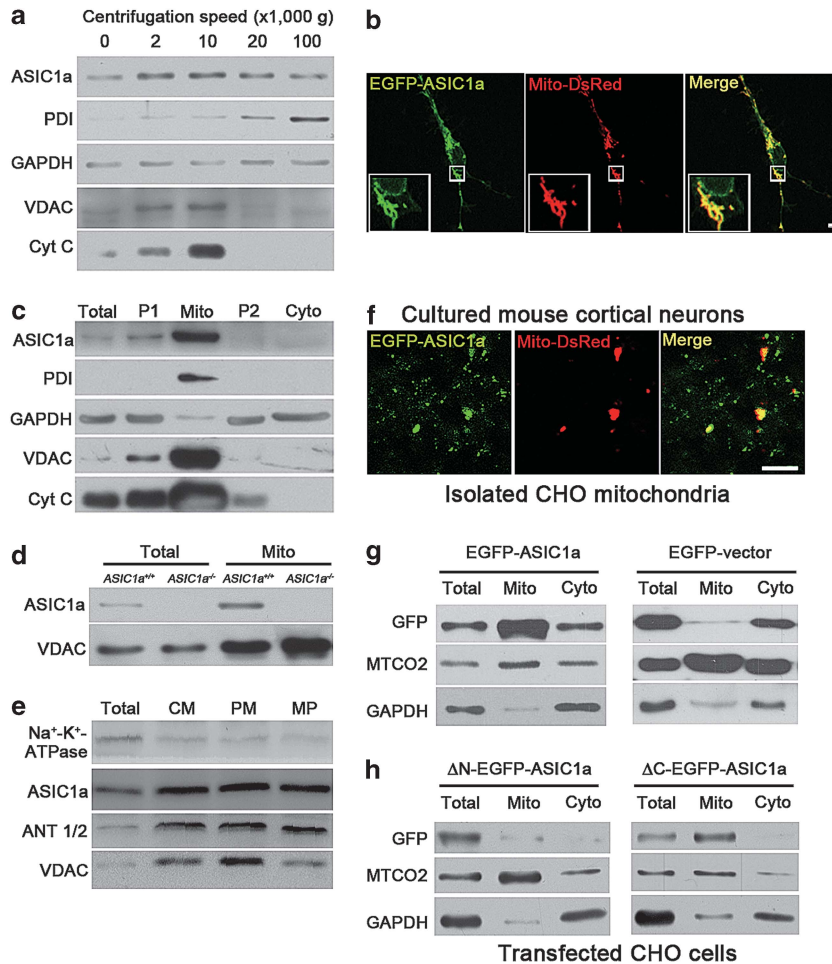 a
Centrifugation speed (x1,000 g)
0 2 10 20 100
ASIC1a
PDI
GAPDH
VDAC
Cyt C
b
EGFP-ASIC1a Mito-DsRed Merge
c
Total P1 Mito P2 Cyto
ASIC1a
PDI
GAPDH
VDAC
Cyt C
f Cultured mouse cortical neurons
EGFP-ASIC1a Mito-DsRed Merge
Isolated CHO mitochondria
d
Total Mito
ASIC1a+/+ ASIC1a-/- ASIC1a+/+ ASIC1a-/-
ASIC1a
VDAC
e
Total CM PM MP
Na+-K+-
ATPase
ASIC1a
ANT 1/2
VDAC
g
EGFP-ASIC1a EGFP-vector
Total Mito Cyto Total Mito Cyto
GFP
MTCO2
GAPDH
h
ΔN-EGFP-ASIC1a ΔC-EGFP-ASIC1a
Total Mito Cyto Total Mito Cyto
GFP
MTCO2
GAPDH
Transfected CHO cells